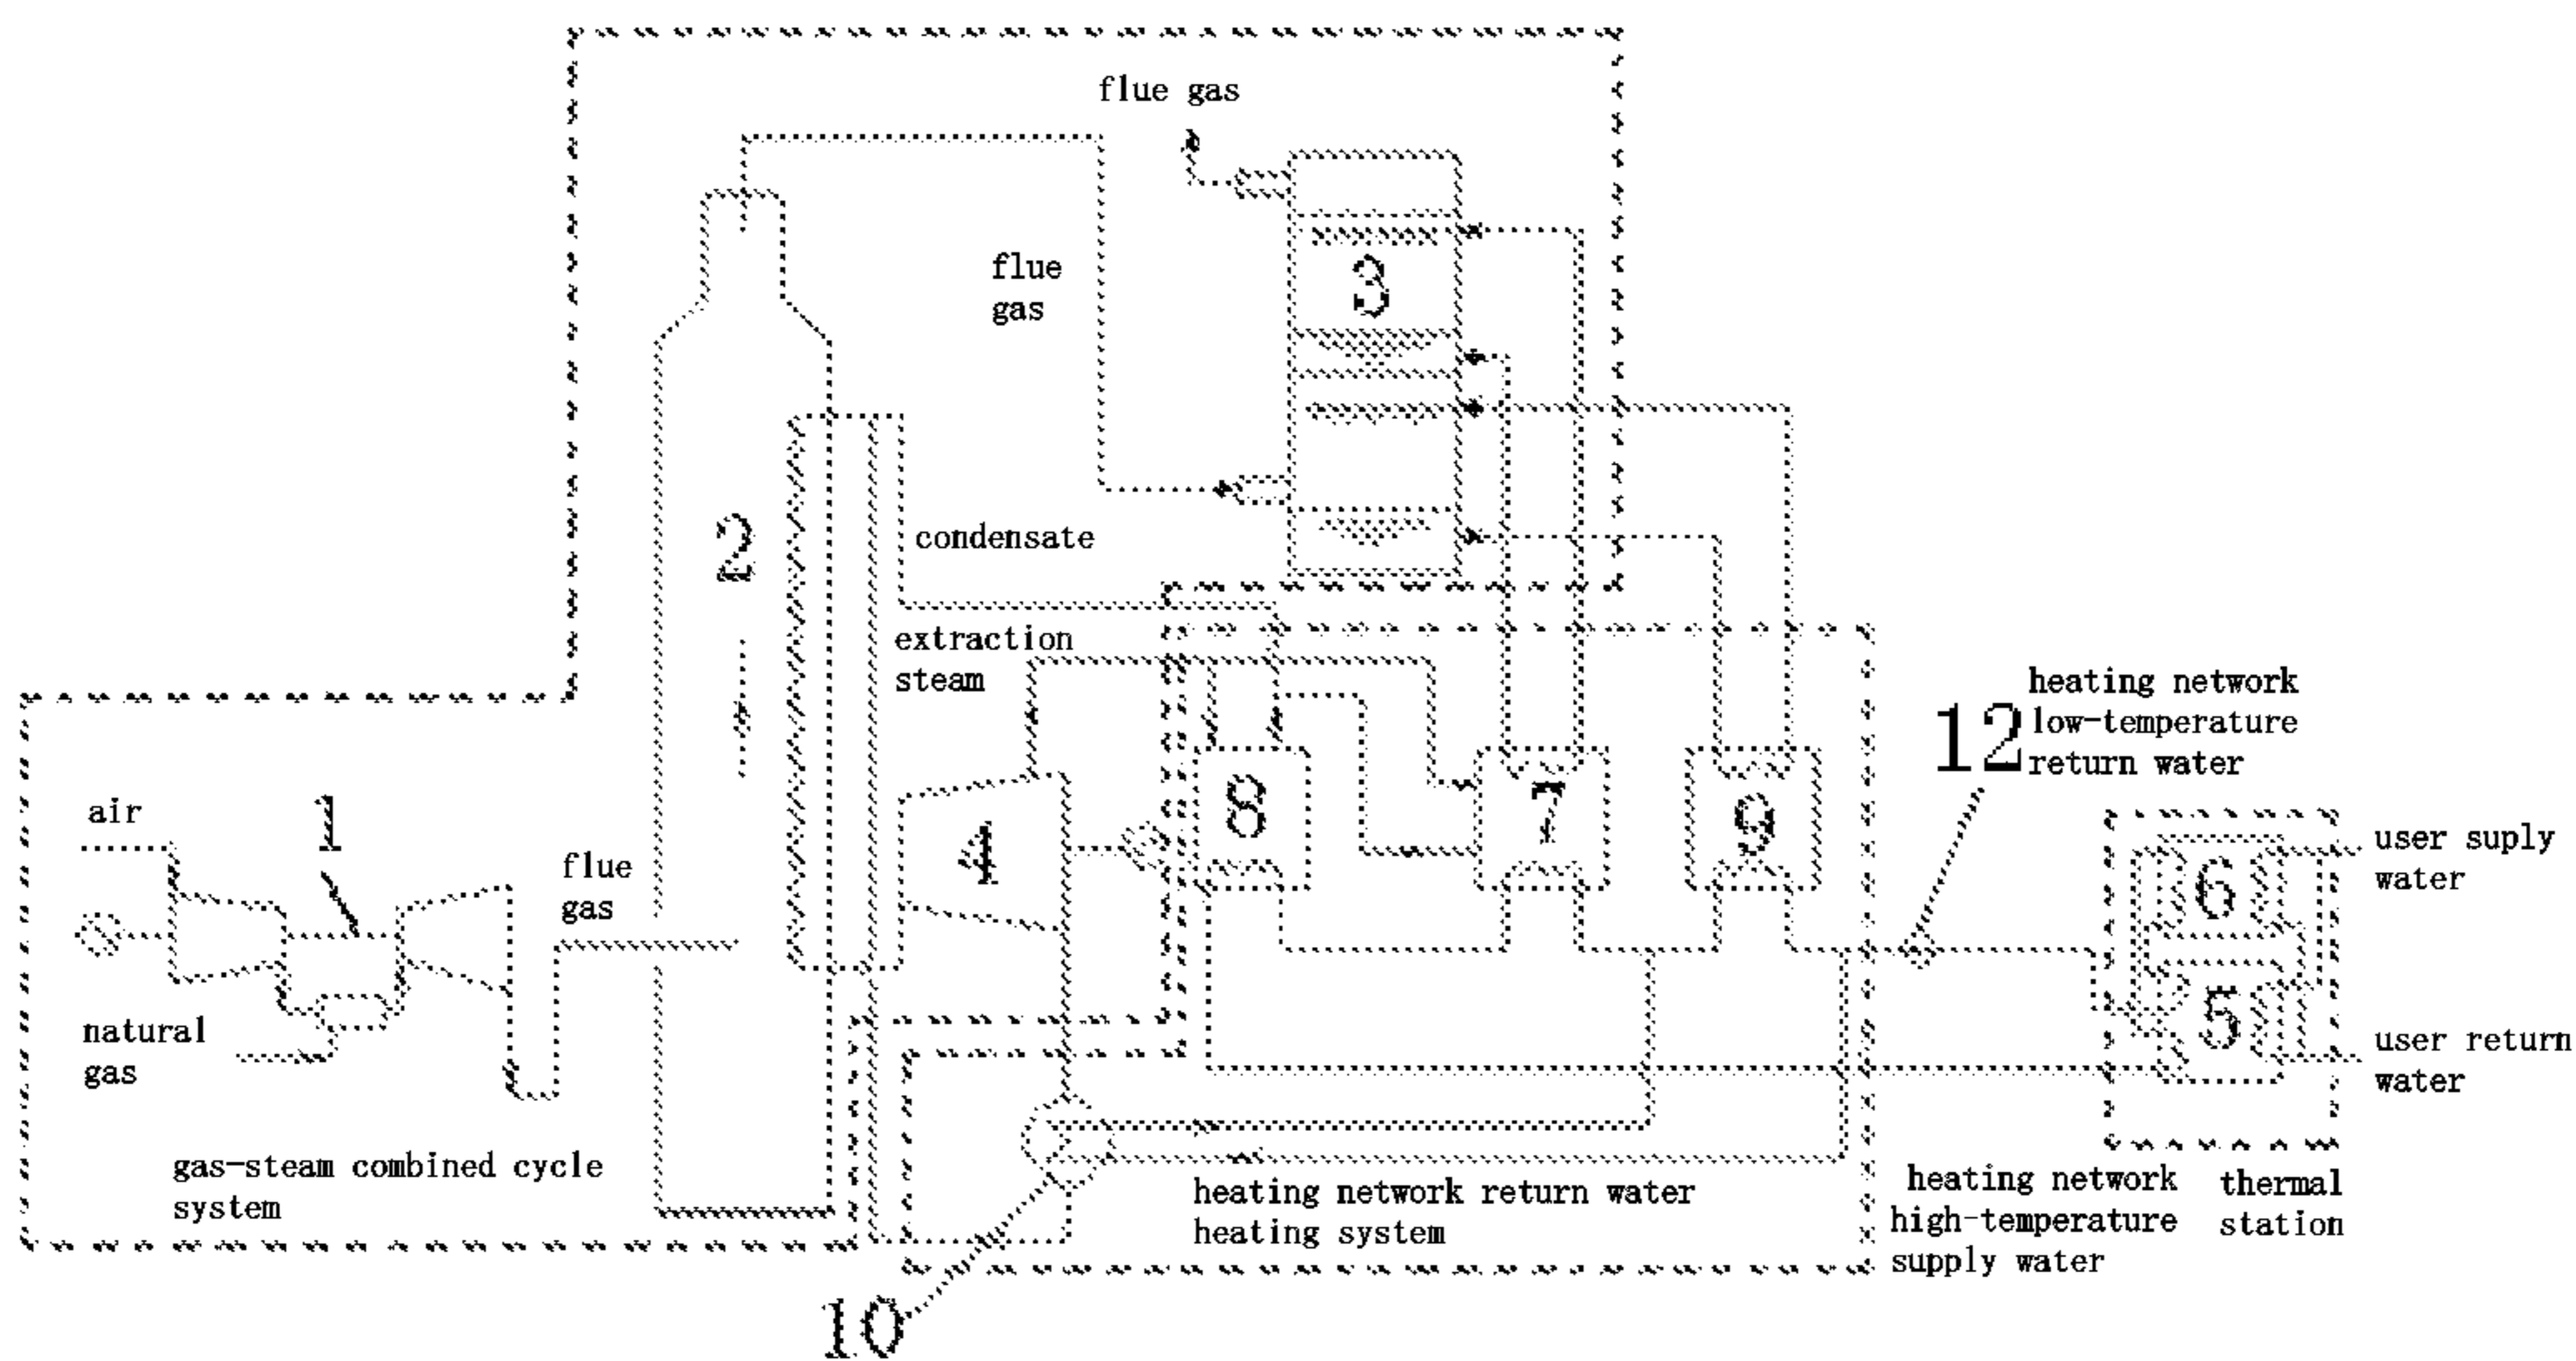 flue gas
flue
gas
3
2
condensate
extraction
steam
heating network
12
low-temperature
return water
air
1
8
7
9
4
flue
gas
user suply
water
6
5
natural
gas
user return
water
gas-steam combined cycle
system
heating network return water
heating system
heating network
high-temperature
supply water
thermal
station
10